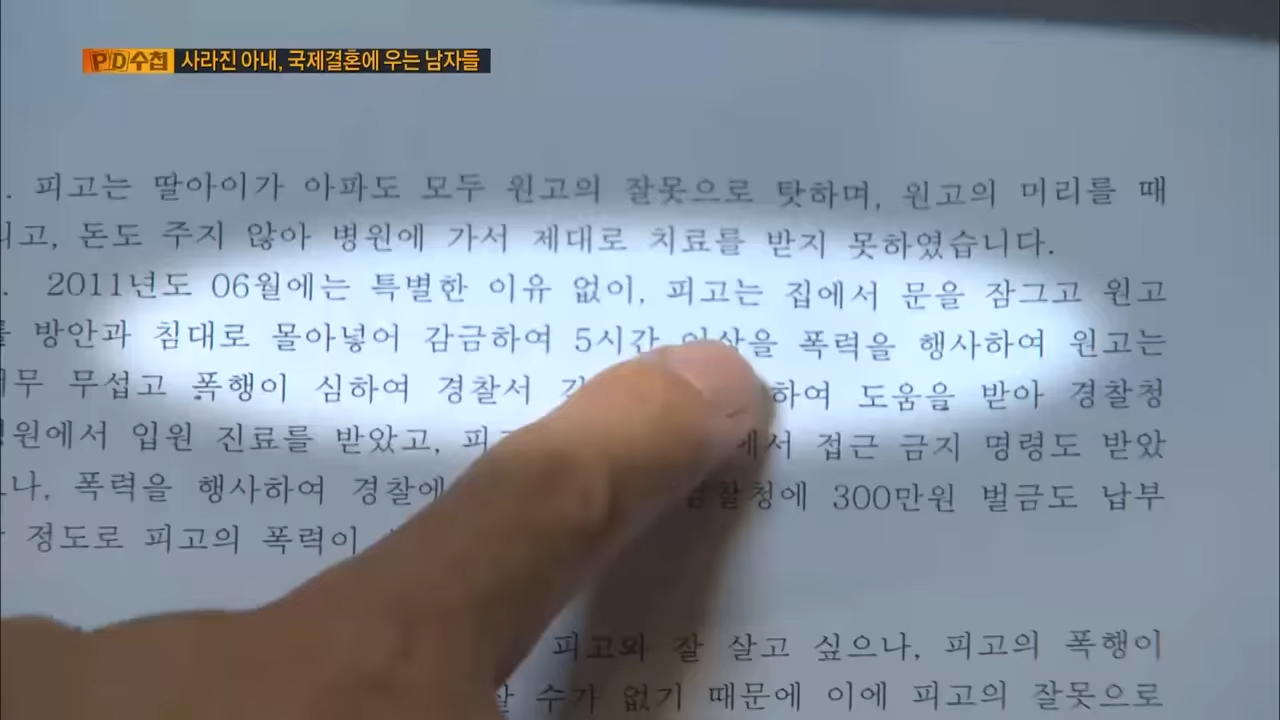 PD수첩 사라진 아내, 국제결혼에 우는 남자들
. 피고는 딸아이가 아파도 모두 원고의 잘못으로 탓하며, 원고의 미리를 때
리고, 돈도 주지 않아 병원에 가서 제대로 치료를 받지 못하였습니다.
. 2011년도 06월에는 특별한 이유 없이, 피고는 집에서 문을 잠그고 원고
를 방안과 침대로 몰아넣어 감금하여 5시간 이상을 폭력을 행사하여 원고는
무섭고 폭행이 심하여 경찰서 하여 도움을 받아 경찰청
병원에서 입원 진료를 받았고, 에서 접근 금지 명령도 받았
으나, 폭력을 행사하여 경찰에 검찰청에 300만원 벌금도 납부
정도로 피고의 폭력이
피고와 잘 살고 싶으나, 피고의 폭행이
살 수가 없기 때문에 이에 피고의 잘못으로